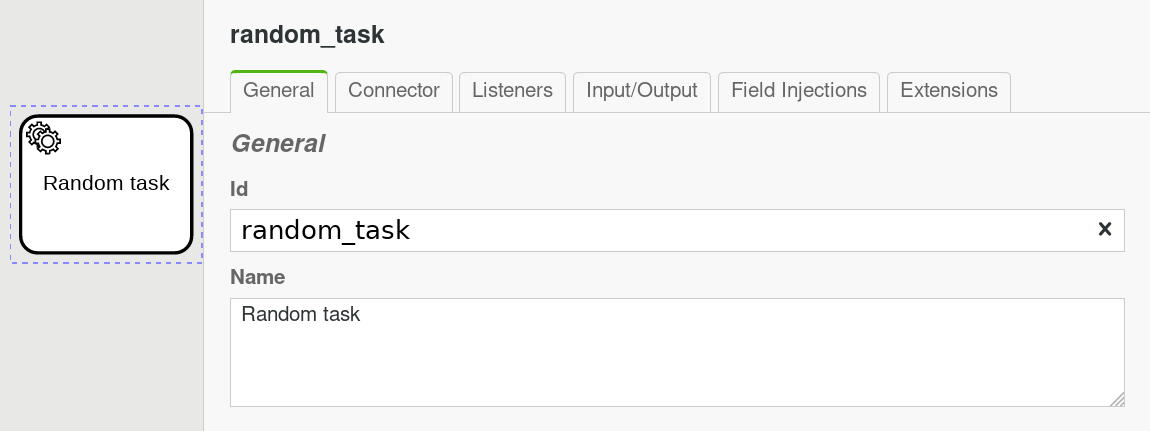 random_task
General
Connector
Listeners
Input/Output
Field Injections
Extensions
General
Id
random_task
Name
Random task
Random task